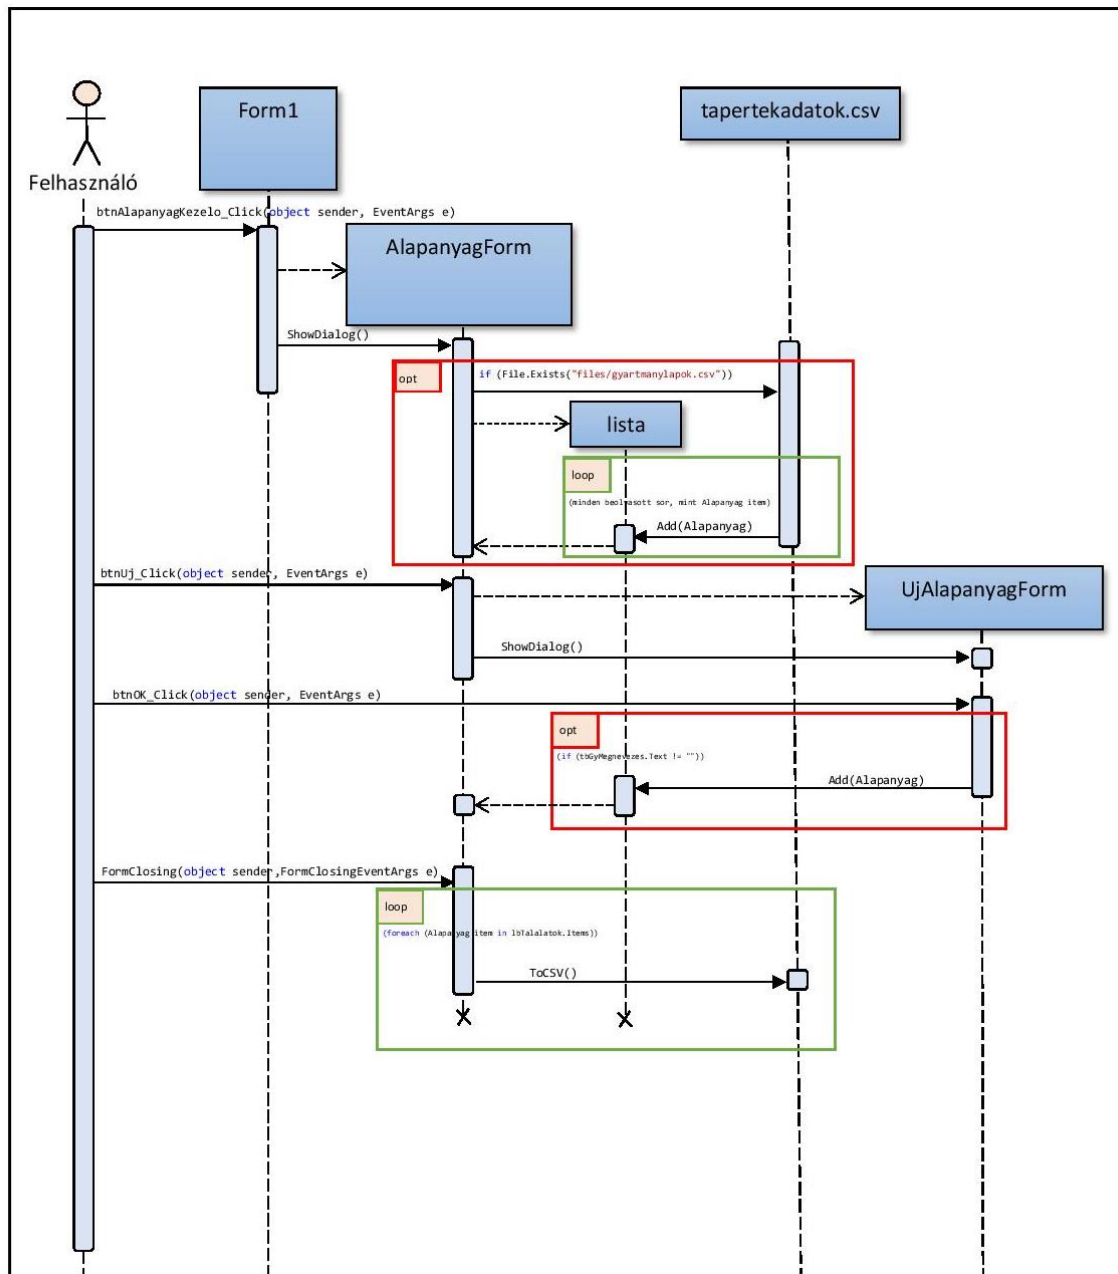 Form1
tapertekadatok.csv
Felhasználó
btnAlapanyagKezelo_Click(object sender, EventArgs e)
AlapanyagForm
ShowDialog()
opt
if (File.Exists("files/gyartmanylapok.csv"))
lista
loop
(minden beolvasott sor, mint Alapanyag item)
Add(Alapanyag)
btnUj_Click(object sender, EventArgs e)
UjAlapanyagForm
ShowDialog()
btnOK_Click(object sender, EventArgs e)
opt
(if (tbGyMegnevezes.Text != ""))
Add(Alapanyag)
FormClosing(object sender,FormClosingEventArgs e)
loop
(foreach (Alapanyag item in lbTalalatok.Items))
ToCSV()